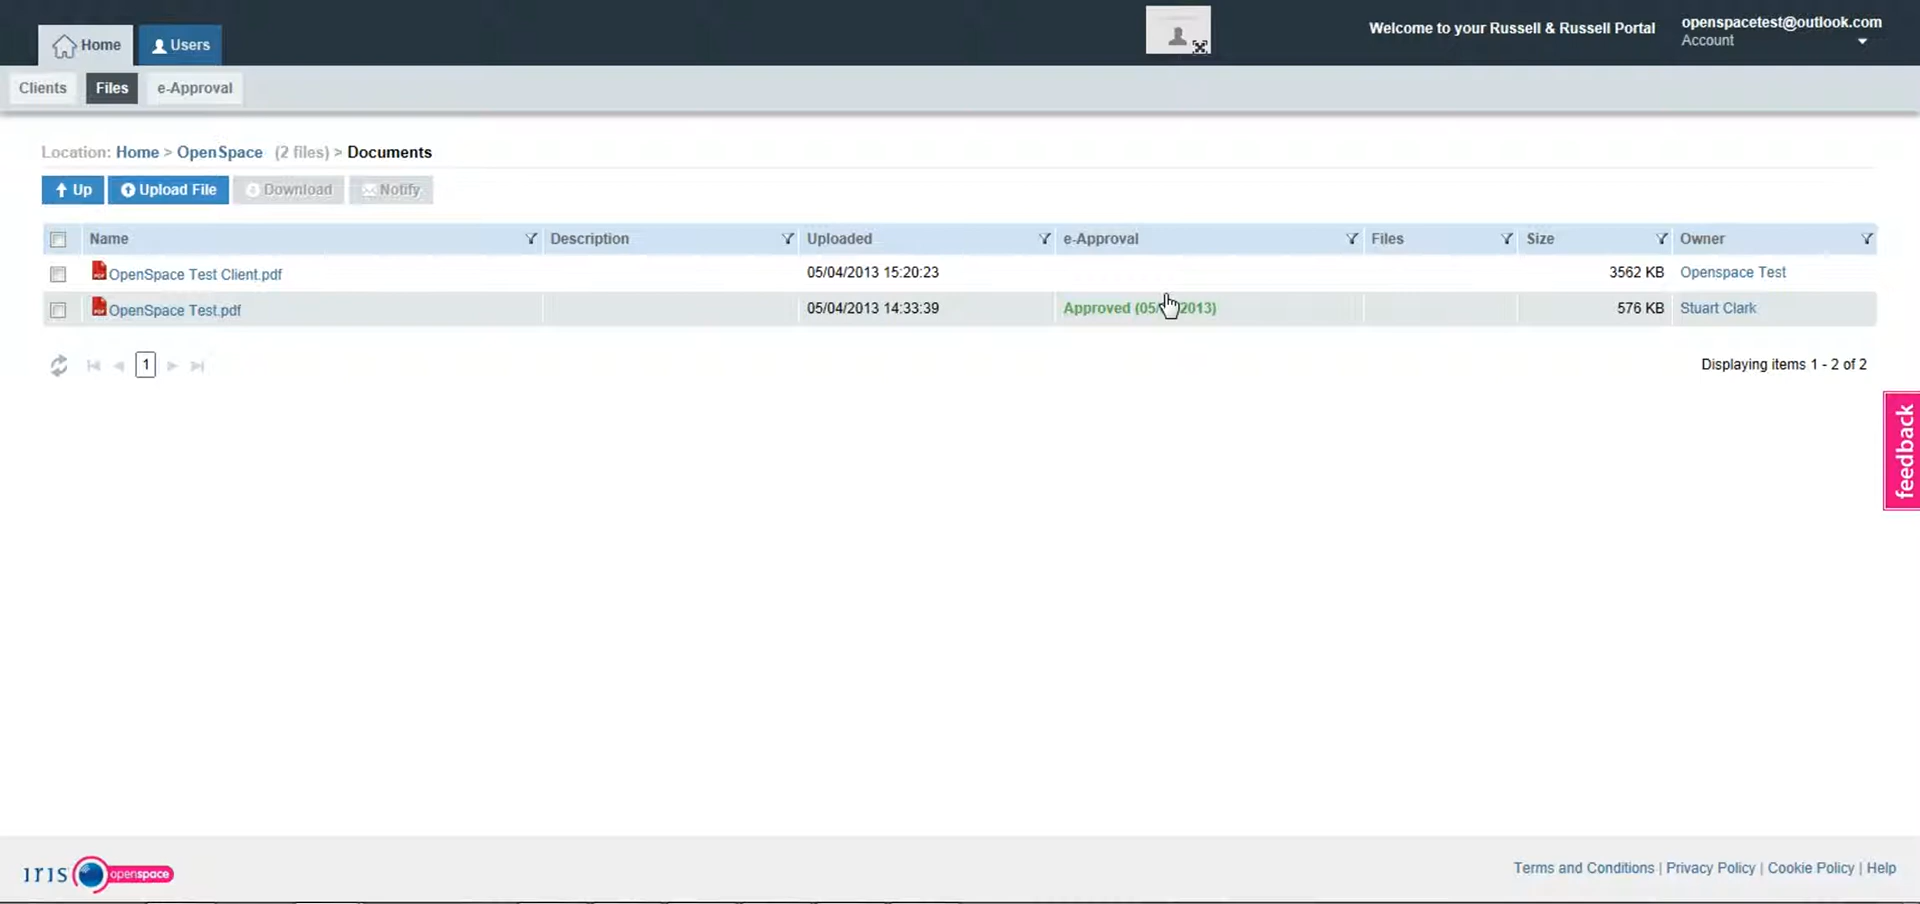 Home Users Welcome to your Russell & Russell Portal openspacetest@outlook.com
Account
Clients Files e-Approval
Location: Home > OpenSpace (2 files) > Documents
Up Upload File Download Notify
Name Description Uploaded e-Approval Files Size Owner
OpenSpace Test Client.pdf 05/04/2013 15:20:23 3562 KB Openspace Test
OpenSpace Test.pdf 05/04/2013 14:33:39 Approved (05/ 2013) 576 KB Stuart Clark
1 Displaying items 1 - 2 of 2
feedback
iris openspace Terms and Conditions | Privacy Policy | Cookie Policy | Help